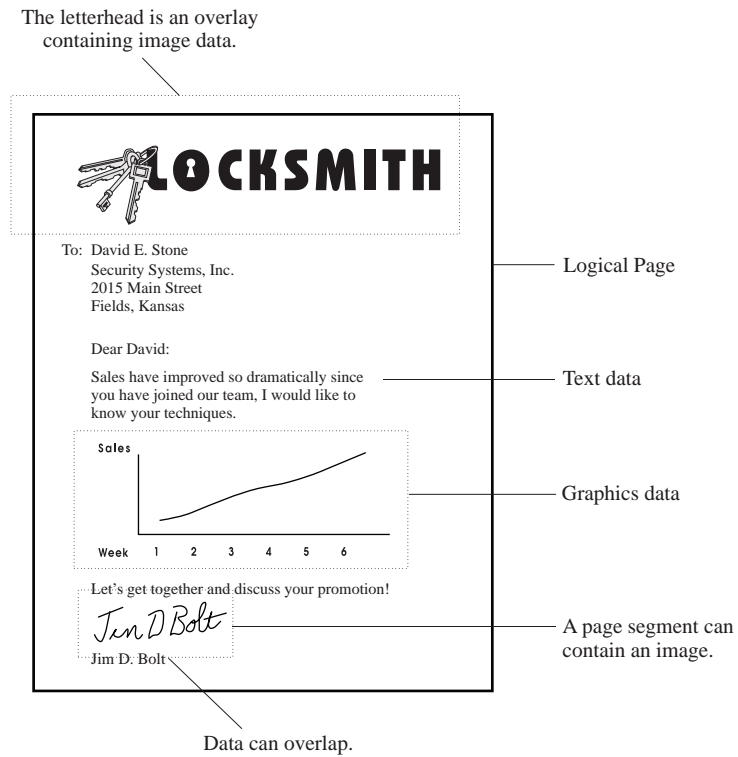 The letterhead is an overlay
containing image data.
LOCKSMITH
To: David E. Stone
Security Systems, Inc.
2015 Main Street
Fields, Kansas
Logical Page
Dear David:
Sales have improved so dramatically since
you have joined our team, I would like to
know your techniques.
Text data
Sales
Graphics data
Week 1 2 3 4 5 6
Let's get together and discuss your promotion!
Jim D Bolt
A page segment can
contain an image.
Jim D. Bolt
Data can overlap.